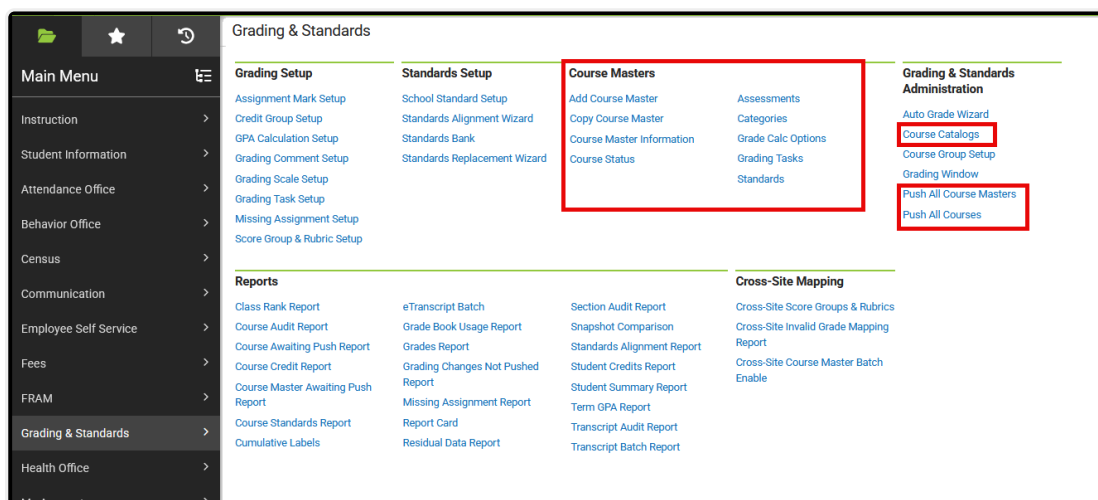 Grading & Standards
Main Menu
Instruction
Student Information
Attendance Office
Behavior Office
Census
Communication
Employee Self Service
Fees
FRAM
Grading & Standards
Health Office
Grading Setup
Assignment Mark Setup
Credit Group Setup
GPA Calculation Setup
Grading Comment Setup
Grading Scale Setup
Grading Task Setup
Missing Assignment Setup
Score Group & Rubric Setup
Standards Setup
School Standard Setup
Standards Alignment Wizard
Standards Bank
Standards Replacement Wizard
Course Masters
Add Course Master
Copy Course Master
Course Master Information
Course Status
Assessments
Categories
Grade Calc Options
Grading Tasks
Standards
Grading & Standards
Administration
Auto Grade Wizard
Course Catalogs
Course Group Setup
Grading Window
Push All Course Masters
Push All Courses
Reports
Class Rank Report
Course Audit Report
Course Awaiting Push Report
Course Credit Report
Course Master Awaiting Push
Report
Course Standards Report
Cumulative Labels
eTranscript Batch
Grade Book Usage Report
Grades Report
Grading Changes Not Pushed
Report
Missing Assignment Report
Report Card
Residual Data Report
Section Audit Report
Snapshot Comparison
Standards Alignment Report
Student Credits Report
Student Summary Report
Term GPA Report
Transcript Audit Report
Transcript Batch Report
Cross-Site Mapping
Cross-Site Score Groups & Rubrics
Cross-Site Invalid Grade Mapping
Report
Cross-Site Course Master Batch
Enable